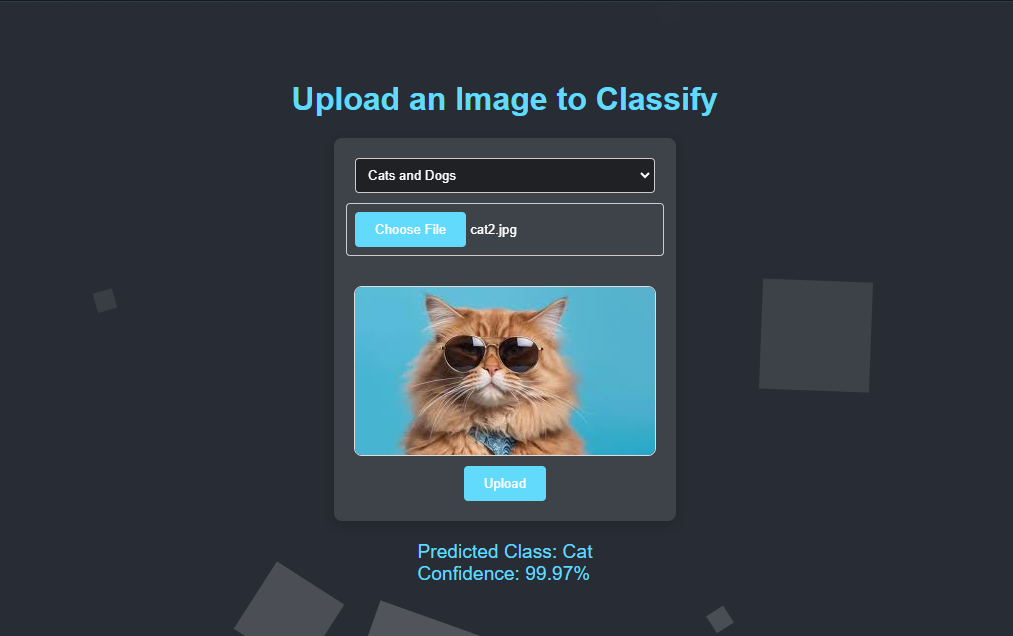 Upload an Image to Classify
Cats and Dogs
Choose File cat2.jpg
Upload
Predicted Class: Cat
Confidence: 99.97%